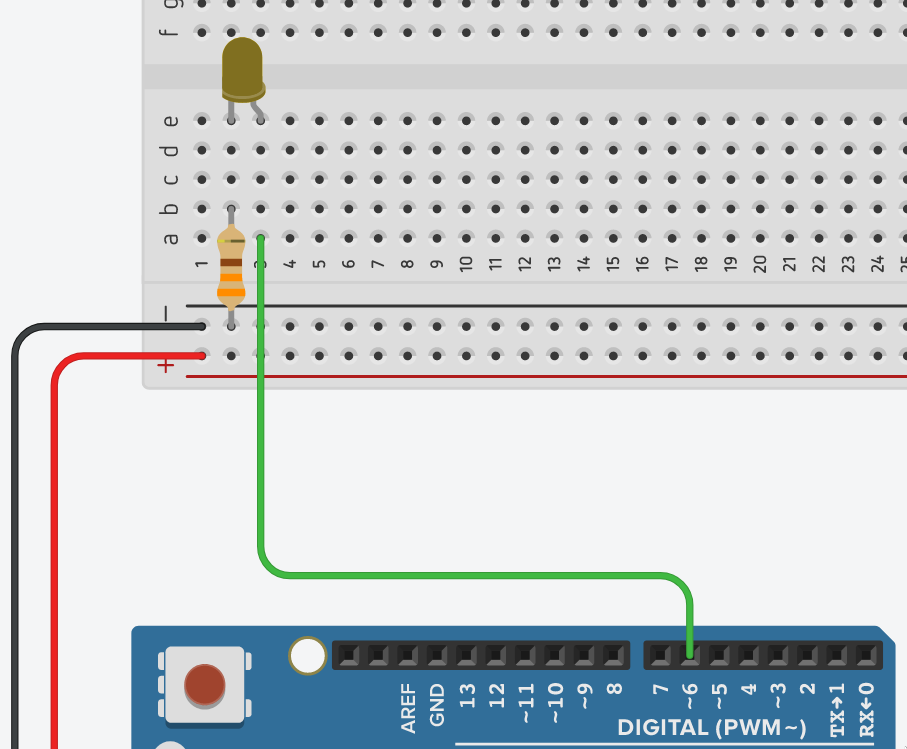 g
f
e
d
c
b
a
1 3 4 5 6 7 8 9 10 11 12 13 14 15 16 17 18 19 20 21 22 23 24 25
−
+
AREF GND 13 12 ~11 ~10 ~9 8 7 ~6 ~5 4 ~3 2 TX→1 RX←0
DIGITAL (PWM~)